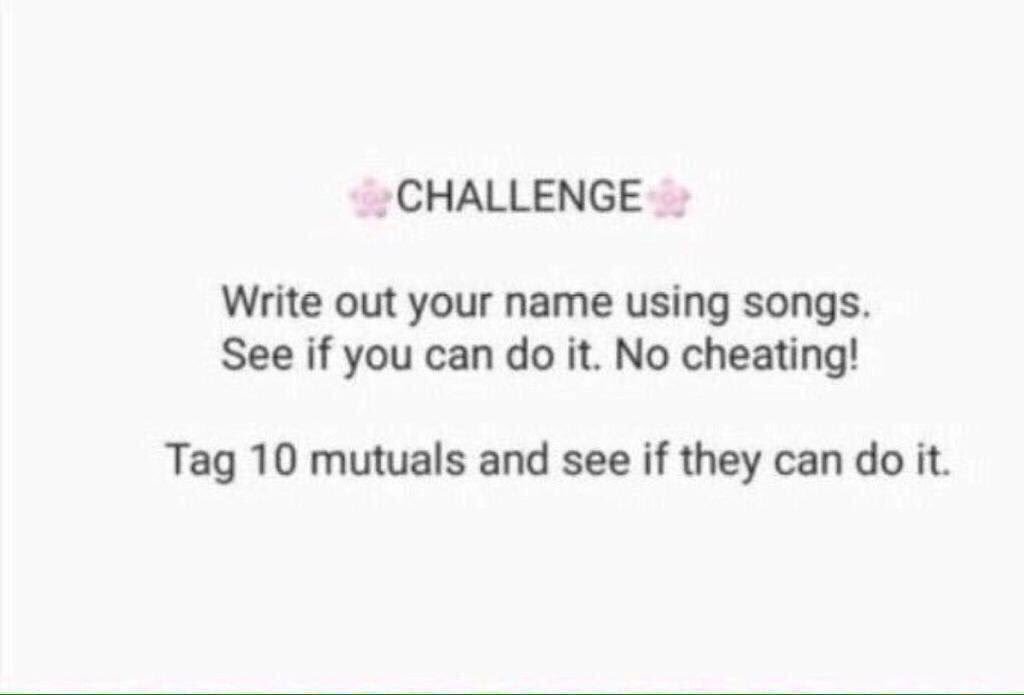 🌸CHALLENGE🌸
Write out your name using songs.
See if you can do it. No cheating!
Tag 10 mutuals and see if they can do it.